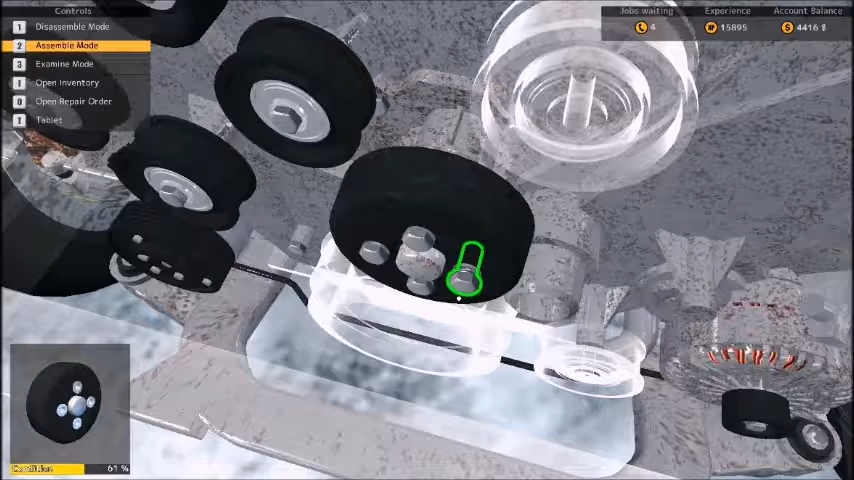 Controls
1 Disassemble Mode
2 Assemble Mode
3 Examine Mode
I Open Inventory
O Open Repair Order
T Tablet
Jobs waiting Experience Account Balance
4 15895 4416 $
Condition 61 %